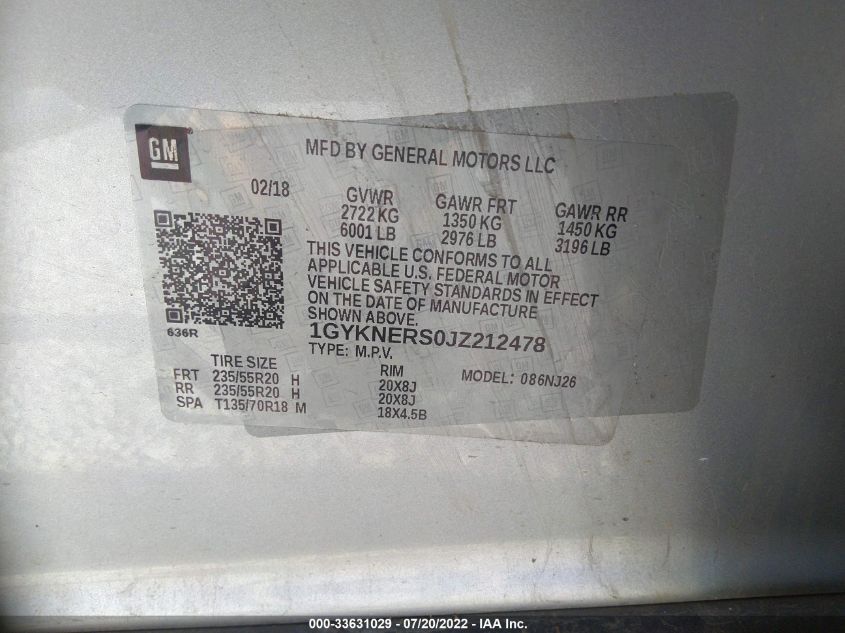 GM
MFD BY GENERAL MOTORS LLC
02/18
GVWR
2722 KG
6001 LB
GAWR FRT
1350 KG
2976 LB
GAWR RR
1450 KG
3196 LB
THIS VEHICLE CONFORMS TO ALL
APPLICABLE U.S. FEDERAL MOTOR
VEHICLE SAFETY STANDARDS IN EFFECT
ON THE DATE OF MANUFACTURE
SHOWN ABOVE.
636R
1GYKNERS0JZ212478
TYPE: M.P.V.
MODEL: 086NJ26
TIRE SIZE RIM
FRT 235/55R20 H 20X8J
RR 235/55R20 H 20X8J
SPA T135/70R18 M 18X4.5B
000-33631029 - 07/20/2022 - IAA Inc.